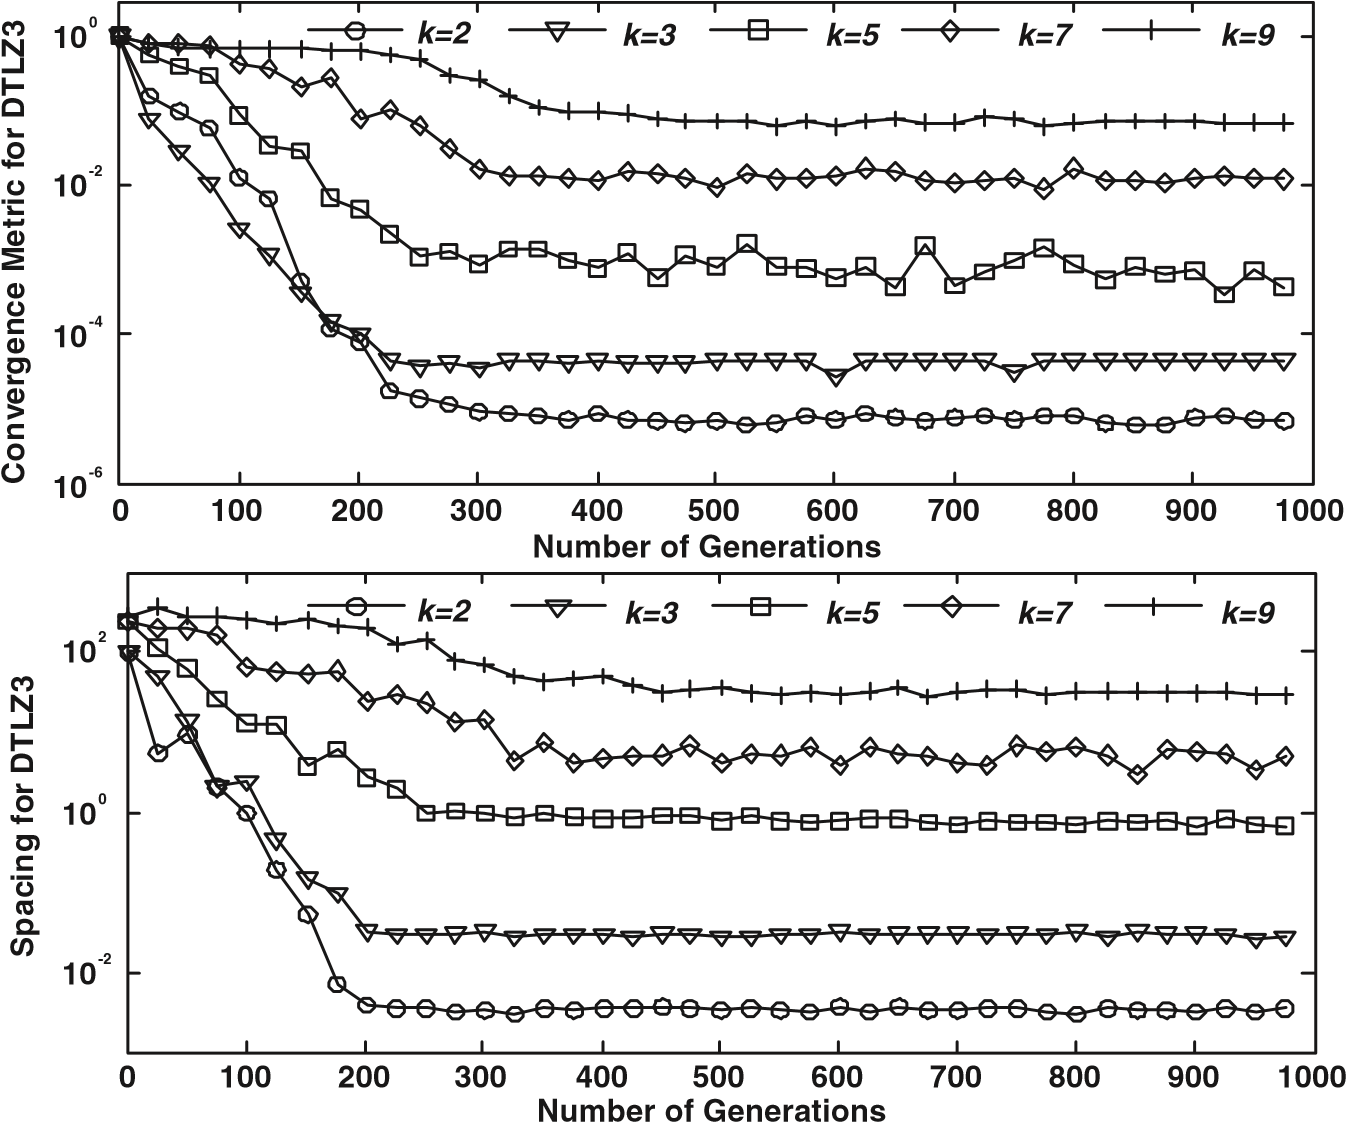 Convergence Metric for DTLZ3
10^0
10^-2
10^-4
10^-6
k=2 k=3 k=5 k=7 k=9
0 100 200 300 400 500 600 700 800 900 1000
Number of Generations
Spacing for DTLZ3
10^2
10^0
10^-2
k=2 k=3 k=5 k=7 k=9
0 100 200 300 400 500 600 700 800 900 1000
Number of Generations